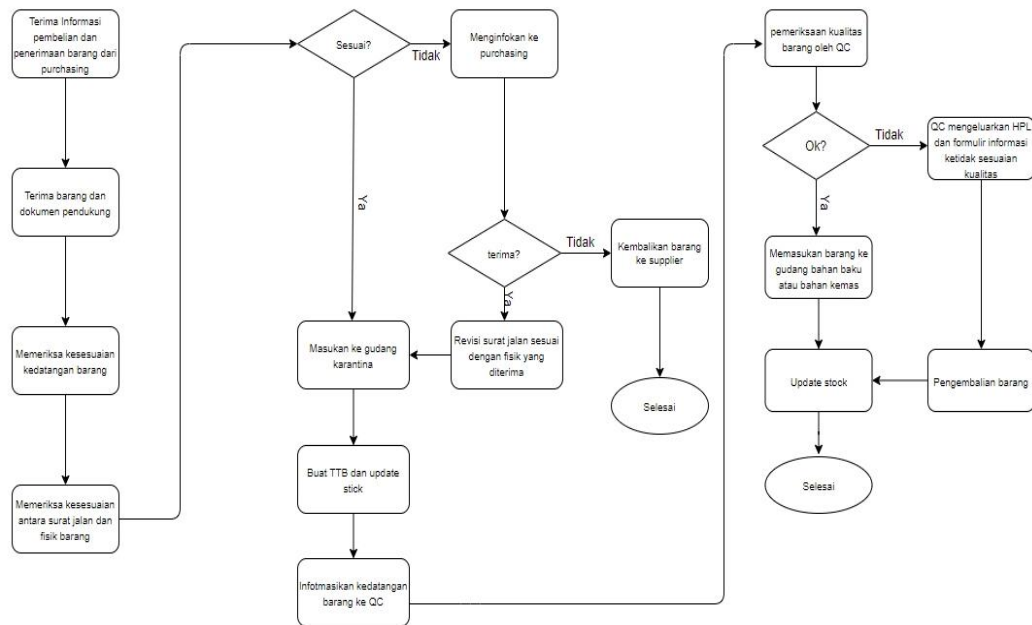 Terima Informasi
pembelian dan
penerimaan barang dari
purchasing
Terima barang dan
dokumen pendukung
Memeriksa kesesuaian
kedatangan barang
Memeriksa kesesuaian
antara surat jalan dan
fisik barang
Sesuai?
Tidak
Ya
Menginfokan ke
purchasing
terima?
Tidak
Ya
Kembalikan barang
ke supplier
Selesai
Revisi surat jalan sesuai
dengan fisik yang
diterima
Masukan ke gudang
karantina
Buat TTB dan update
stick
Infotmasikan kedatangan
barang ke QC
pemeriksaan kualitas
barang oleh QC
Ok?
Tidak
Ya
QC mengeluarkan HPL
dan formulir informasi
ketidak sesuaian
kualitas
Memasukan barang ke
gudang bahan baku
atau bahan kemas
Pengembalian barang
Update stock
Selesai